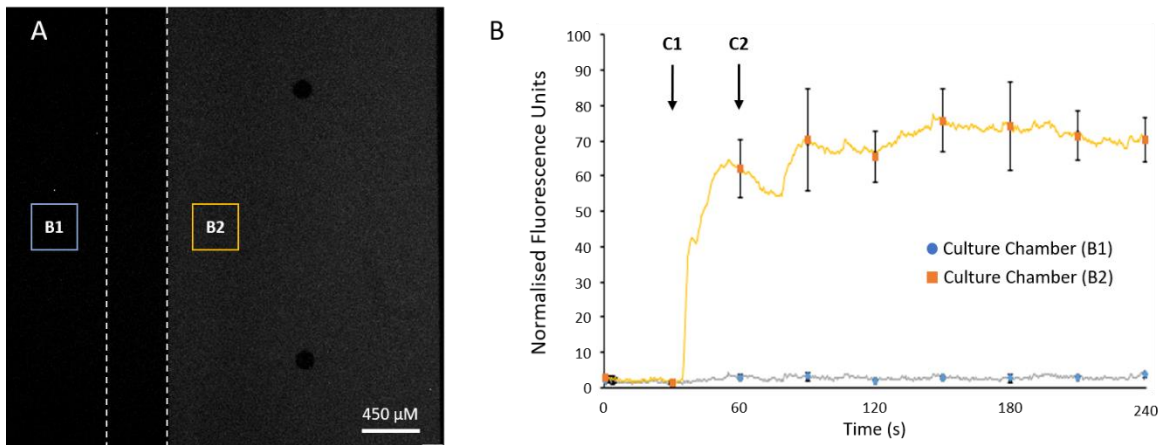 A
B1
B2
450 µM
B
C1 C2
Normalised Fluorescence Units
100
90
80
70
60
50
40
30
20
10
0
Culture Chamber (B1)
Culture Chamber (B2)
0 60 120 180 240
Time (s)